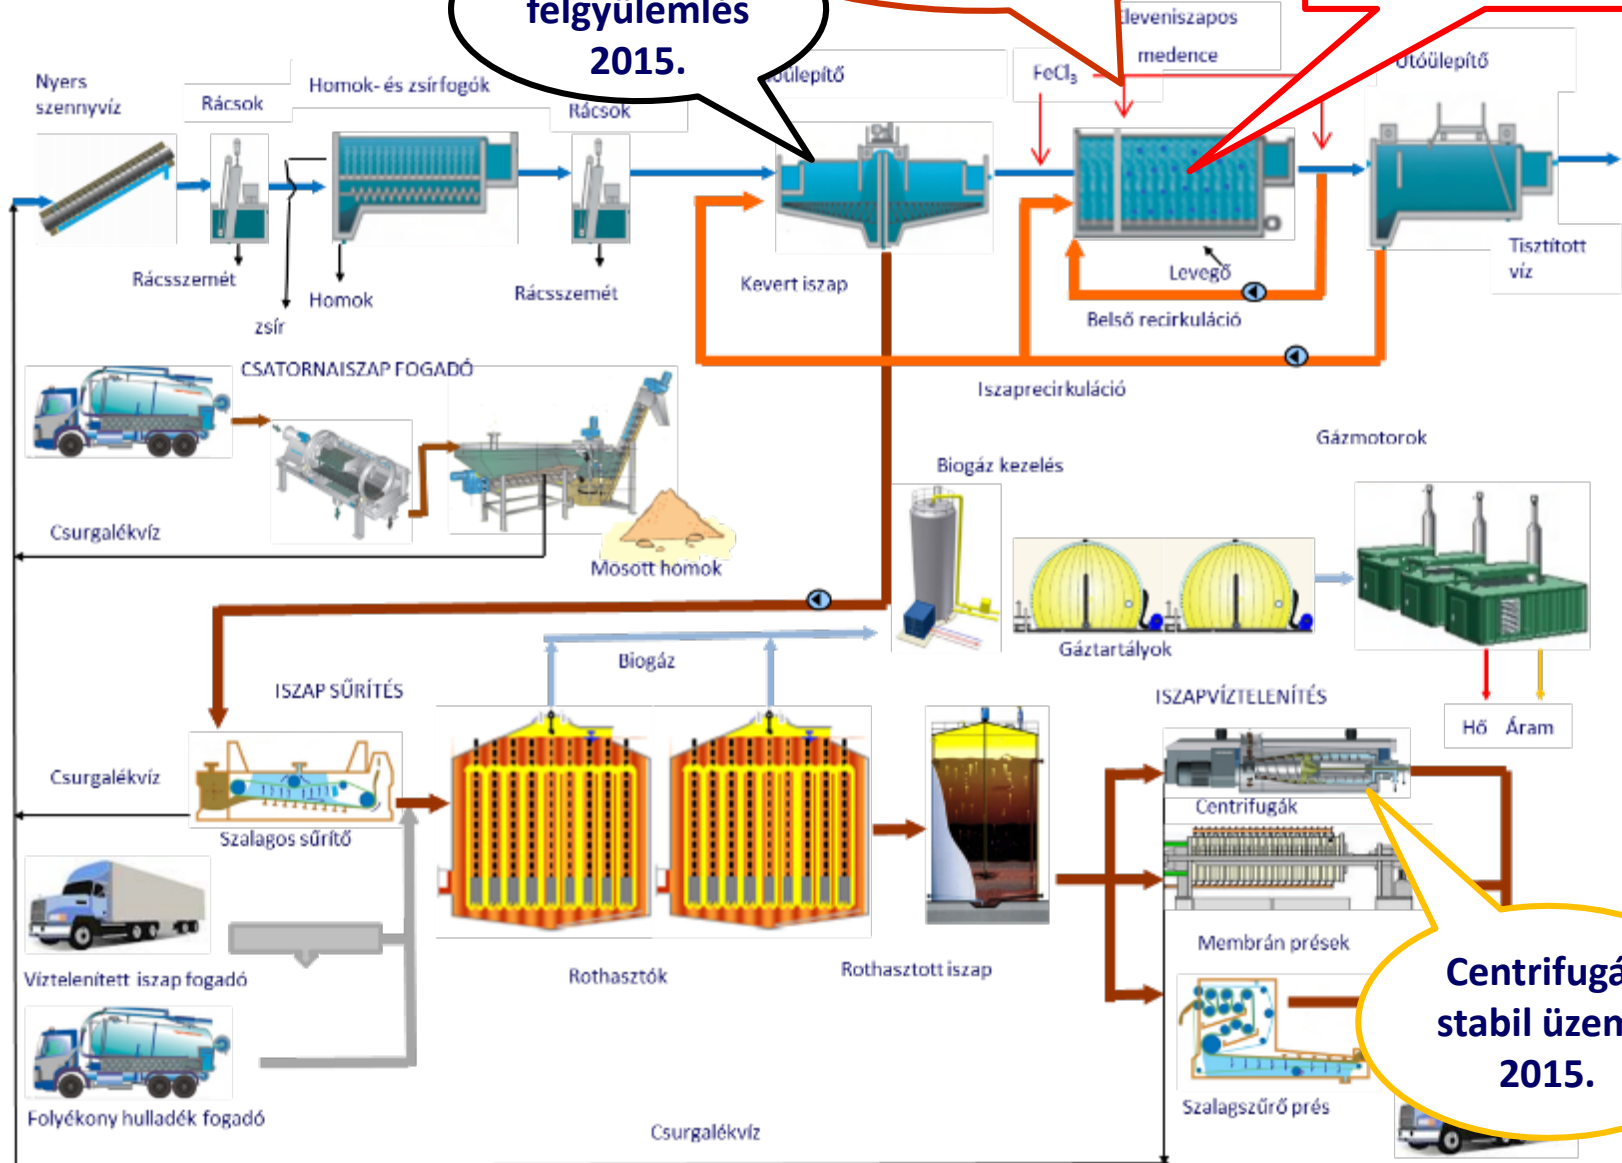 felgyülemlés
2015.
Eleveniszapos
medence
Nyers
szennyvíz
Rácsok
Homok- és zsírfogók
Rácsok
FeCl₃
Utóülepítő
Rácsszemét
Homok
zsír
Rácsszemét
Kevert iszap
Levegő
Belső recirkuláció
Tisztított
víz
Iszaprecirkuláció
CSATORNAISZAP FOGADÓ
Csurgalékvíz
Mosott homok
Biogáz kezelés
Gázmotorok
Gáztartályok
Biogáz
Hő Áram
ISZAP SŰRÍTÉS
ISZAPVÍZTELENÍTÉS
Csurgalékvíz
Szalagos sűrítő
Centrifugák
Víztelenített iszap fogadó
Rothasztók
Rothasztott iszap
Membrán prések
Centrifugá
stabil üzem
2015.
Folyékony hulladék fogadó
Szalagszűrő prés
Csurgalékvíz